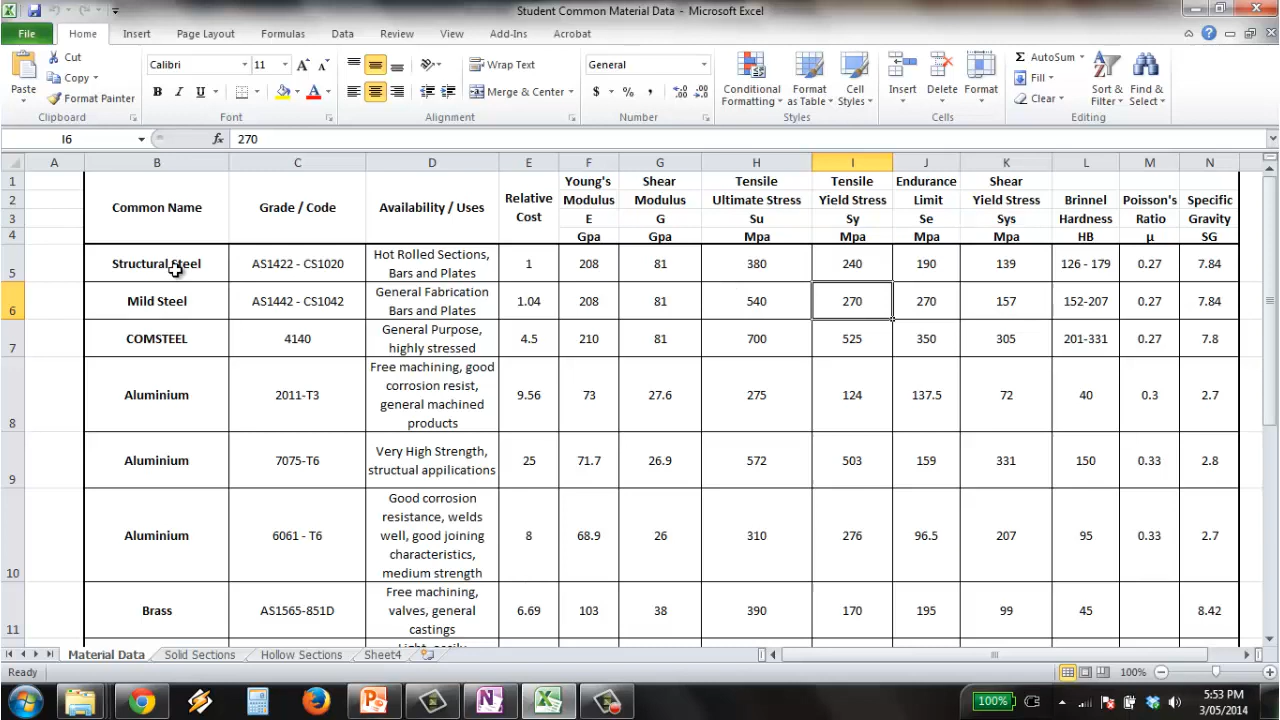 Student Common Material Data - Microsoft Excel
File Home Insert Page Layout Formulas Data Review View Add-Ins Acrobat
Cut
Copy
Format Painter
Paste
Clipboard
Calibri 11
B I U
Font
Wrap Text
Merge & Center
Alignment
General
$ % ,
Number
Conditional Formatting
Format as Table
Cell Styles
Styles
Insert Delete Format
Cells
AutoSum
Fill
Clear
Sort & Filter
Find & Select
Editing
I6 fx 270
A B C D E F G H I J K L M N
1 Young's Shear Tensile Tensile Endurance Shear
2 Common Name Grade / Code Availability / Uses Relative Cost Modulus Modulus Ultimate Stress Yield Stress Limit Yield Stress Brinnel Poisson's Specific
3 E G Su Sy Se Sys Hardness Ratio Gravity
4 Gpa Gpa Mpa Mpa Mpa Mpa HB µ SG
5 Structural Steel AS1422 - CS1020 Hot Rolled Sections, Bars and Plates 1 208 81 380 240 190 139 126 - 179 0.27 7.84
6 Mild Steel AS1442 - CS1042 General Fabrication Bars and Plates 1.04 208 81 540 270 270 157 152-207 0.27 7.84
7 COMSTEEL 4140 General Purpose, highly stressed 4.5 210 81 700 525 350 305 201-331 0.27 7.8
8 Aluminium 2011-T3 Free machining, good corrosion resist, general machined products 9.56 73 27.6 275 124 137.5 72 40 0.3 2.7
9 Aluminium 7075-T6 Very High Strength, structual appilications 25 71.7 26.9 572 503 159 331 150 0.33 2.8
10 Aluminium 6061 - T6 Good corrosion resistance, welds well, good joining characteristics, medium strength 8 68.9 26 310 276 96.5 207 95 0.33 2.7
11 Brass AS1565-851D Free machining, valves, general castings 6.69 103 38 390 170 195 99 45 8.42
Material Data Solid Sections Hollow Sections Sheet4
Ready 100%
100% 5:53 PM
3/05/2014